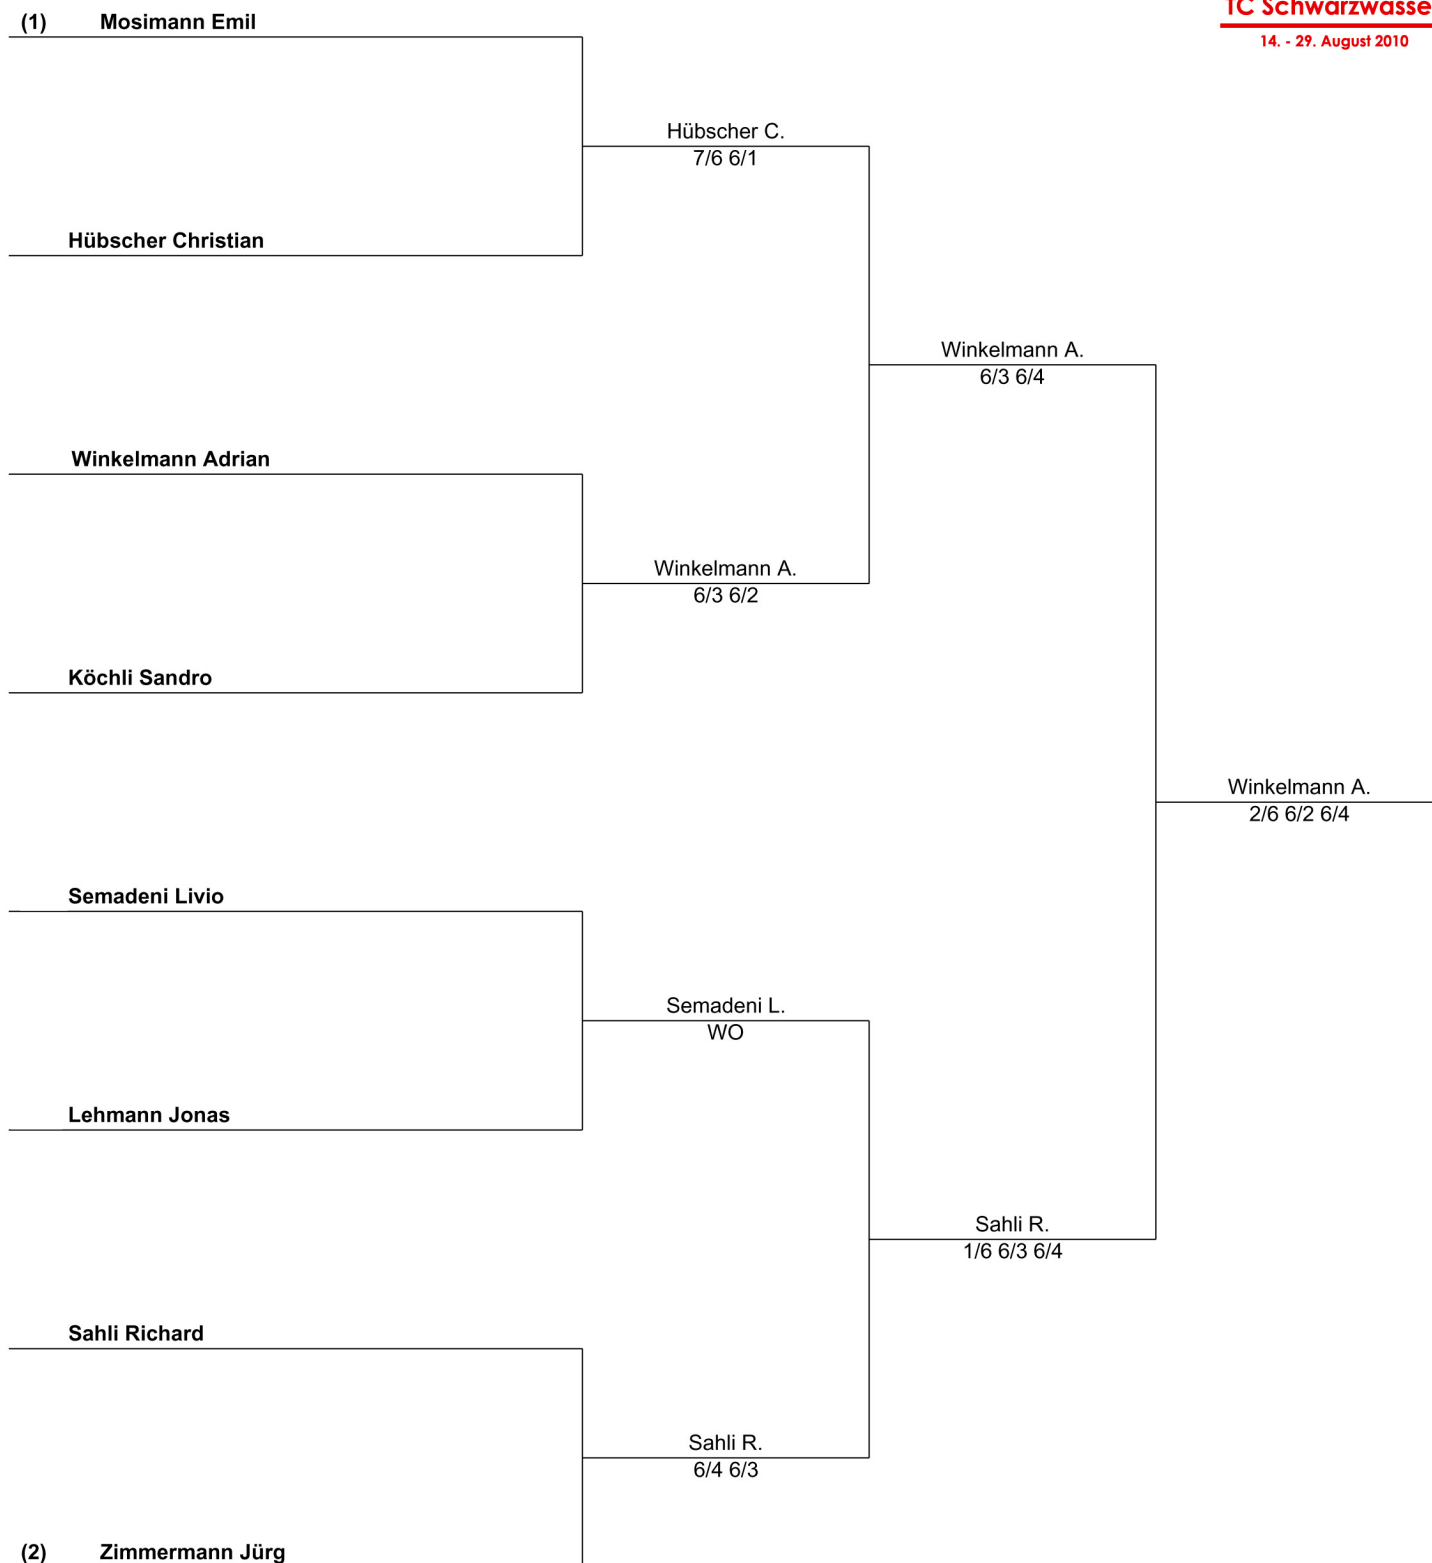 (1) Mosimann Emil
TC Schwarzwasse
14. - 29. August 2010
Hübscher C.
7/6 6/1
Hübscher Christian
Winkelmann A.
6/3 6/4
Winkelmann Adrian
Winkelmann A.
6/3 6/2
Köchli Sandro
Winkelmann A.
2/6 6/2 6/4
Semadeni Livio
Semadeni L.
WO
Lehmann Jonas
Sahli R.
1/6 6/3 6/4
Sahli Richard
Sahli R.
6/4 6/3
(2) Zimmermann Jürg